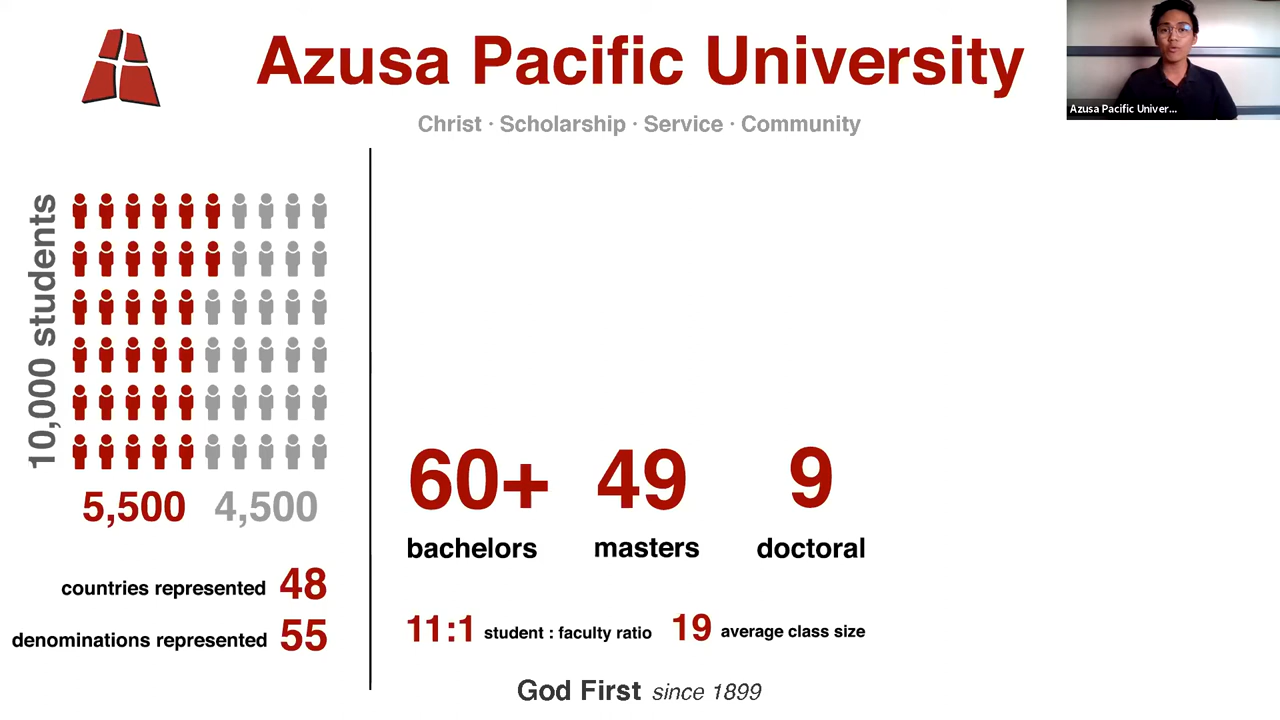 Azusa Pacific University
Christ · Scholarship · Service · Community
Azusa Pacific Univer...
10,000 students
5,500 4,500
countries represented 48
denominations represented 55
60+ 49 9
bachelors masters doctoral
11:1 student : faculty ratio 19 average class size
God First since 1899